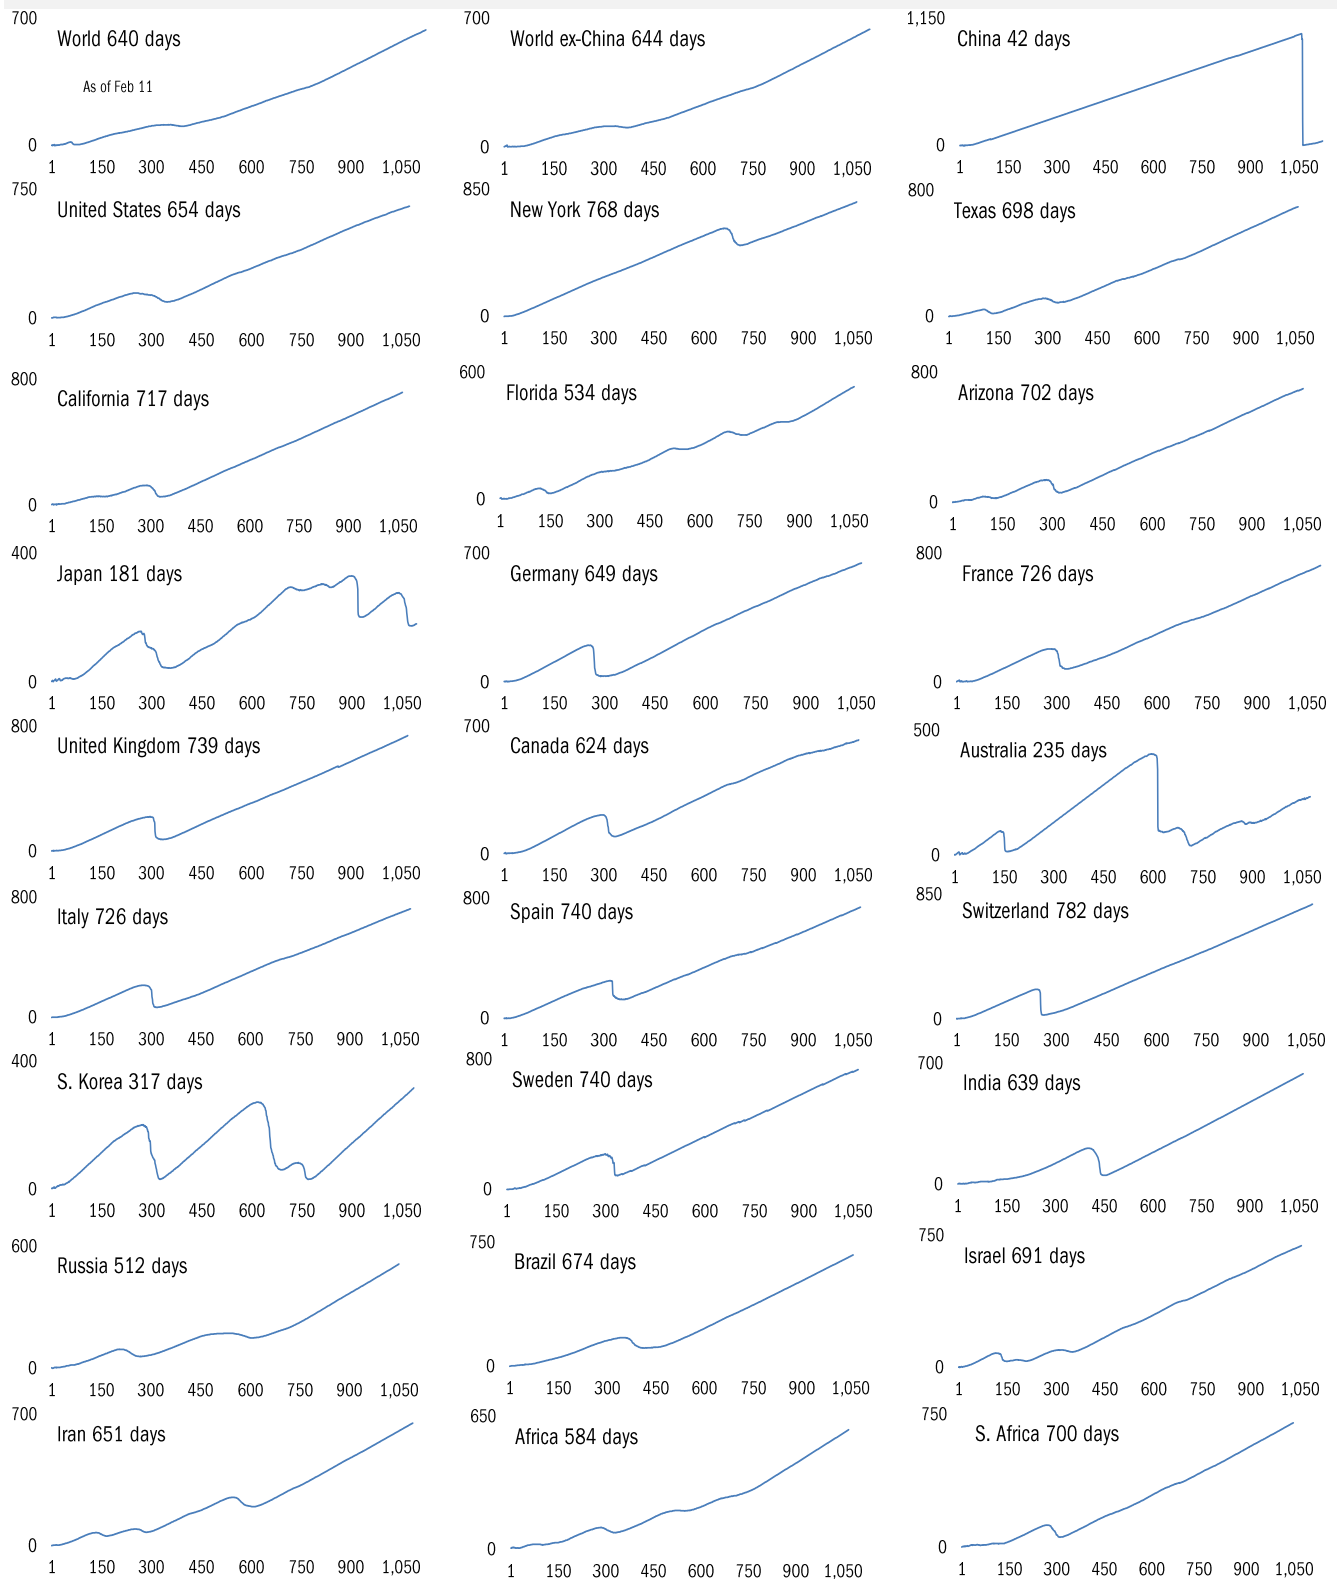 700 700 1,150
World 640 days World ex-China 644 days China 42 days
As of Feb 11
0 0 0
1 150 300 450 600 750 900 1,050 1 150 300 450 600 750 900 1,050 1 150 300 450 600 750 900 1,050
750 850 800
United States 654 days New York 768 days Texas 698 days
0 0 0
1 150 300 450 600 750 900 1,050 1 150 300 450 600 750 900 1,050 1 150 300 450 600 750 900 1,050
800 600 800
California 717 days Florida 534 days Arizona 702 days
0 0 0
1 150 300 450 600 750 900 1,050 1 150 300 450 600 750 900 1,050 1 150 300 450 600 750 900 1,050
400 700 800
Japan 181 days Germany 649 days France 726 days
0 0 0
1 150 300 450 600 750 900 1,050 1 150 300 450 600 750 900 1,050 1 150 300 450 600 750 900 1,050
800 700 500
United Kingdom 739 days Canada 624 days Australia 235 days
0 0 0
1 150 300 450 600 750 900 1,050 1 150 300 450 600 750 900 1,050 1 150 300 450 600 750 900 1,050
800 800 850
Italy 726 days Spain 740 days Switzerland 782 days
0 0 0
1 150 300 450 600 750 900 1,050 1 150 300 450 600 750 900 1,050 1 150 300 450 600 750 900 1,050
400 800 700
S. Korea 317 days Sweden 740 days India 639 days
0 0 0
1 150 300 450 600 750 900 1,050 1 150 300 450 600 750 900 1,050 1 150 300 450 600 750 900 1,050
600 750 750
Russia 512 days Brazil 674 days Israel 691 days
0 0 0
1 150 300 450 600 750 900 1,050 1 150 300 450 600 750 900 1,050 1 150 300 450 600 750 900 1,050
700 650 750
Iran 651 days Africa 584 days S. Africa 700 days
0 0 0
1 150 300 450 600 750 900 1,050 1 150 300 450 600 750 900 1,050 1 150 300 450 600 750 900 1,050